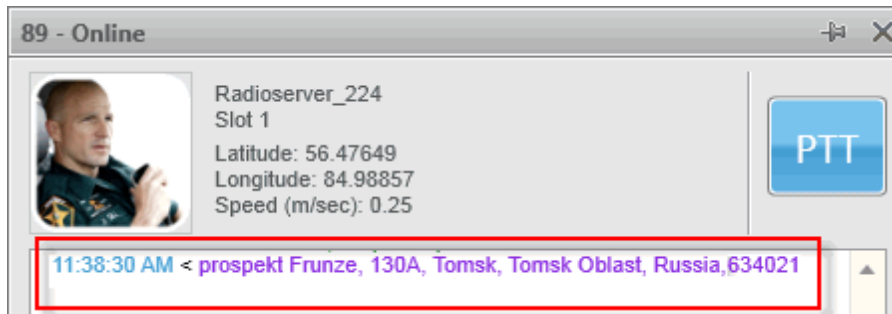 89 - Online
Radioserver_224
Slot 1
Latitude: 56.47649
Longitude: 84.98857
Speed (m/sec): 0.25
PTT
11:38:30 AM < prospekt Frunze, 130A, Tomsk, Tomsk Oblast, Russia,634021